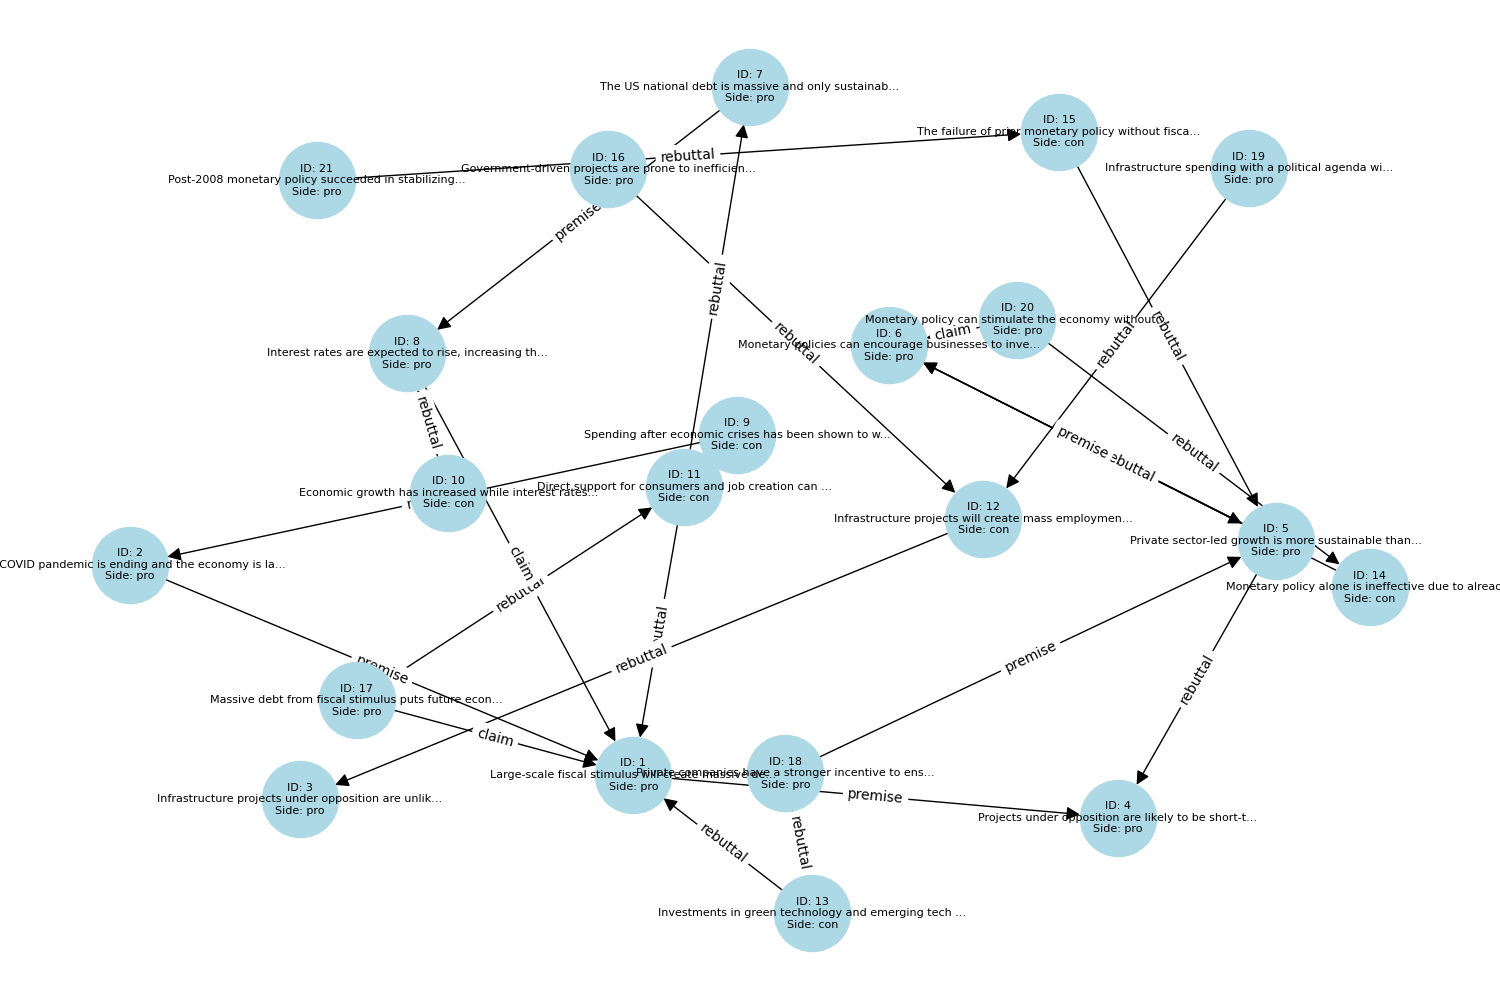 ID: 7
The US national debt is massive and only sustainab...
Side: pro
ID: 15
The failure of prior monetary policy without fisca...
Side: con
ID: 16
Government-driven projects are prone to inefficien...
Side: pro
rebuttal
ID: 19
Infrastructure spending with a political agenda wi...
Side: pro
ID: 21
Post-2008 monetary policy succeeded in stabilizing...
Side: pro
premise
rebuttal
ID: 20
Monetary policy can stimulate the economy without
Side: pro
claim
ID: 6
Monetary policies can encourage businesses to inve...
Side: pro
rebuttal
rebuttal
rebuttal
ID: 8
Interest rates are expected to rise, increasing th...
Side: pro
rebuttal
ID: 9
Spending after economic crises has been shown to w...
Side: con
premise
rebuttal
ID: 10
Economic growth has increased while interest rates...
Side: con
ID: 11
Direct support for consumers and job creation can ...
Side: con
ID: 12
Infrastructure projects will create mass employmen...
Side: con
ID: 5
Private sector-led growth is more sustainable than...
Side: pro
ID: 2
COVID pandemic is ending and the economy is la...
Side: pro
claim
rebuttal
ID: 14
Monetary policy alone is ineffective due to alread
Side: con
premise
rebuttal
premise
rebuttal
ID: 17
Massive debt from fiscal stimulus puts future econ...
Side: pro
claim
ID: 1
Large-scale fiscal stimulus will create massive de...
Side: pro
ID: 18
Private companies have a stronger incentive to ens...
Side: pro
premise
ID: 3
Infrastructure projects under opposition are unlik...
Side: pro
ID: 4
Projects under opposition are likely to be short-t...
Side: pro
rebuttal
rebuttal
ID: 13
Investments in green technology and emerging tech ...
Side: con